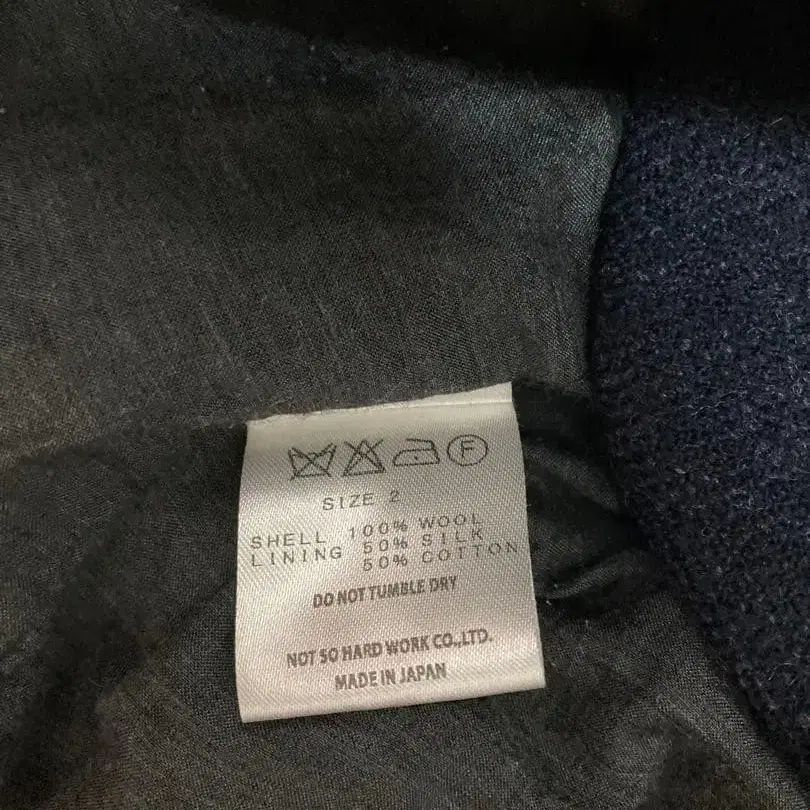 F
SIZE 2
SHELL 100% WOOL
LINING 50% SILK
50% COTTON
DO NOT TUMBLE DRY
NOT SO HARD WORK CO.,LTD.
MADE IN JAPAN